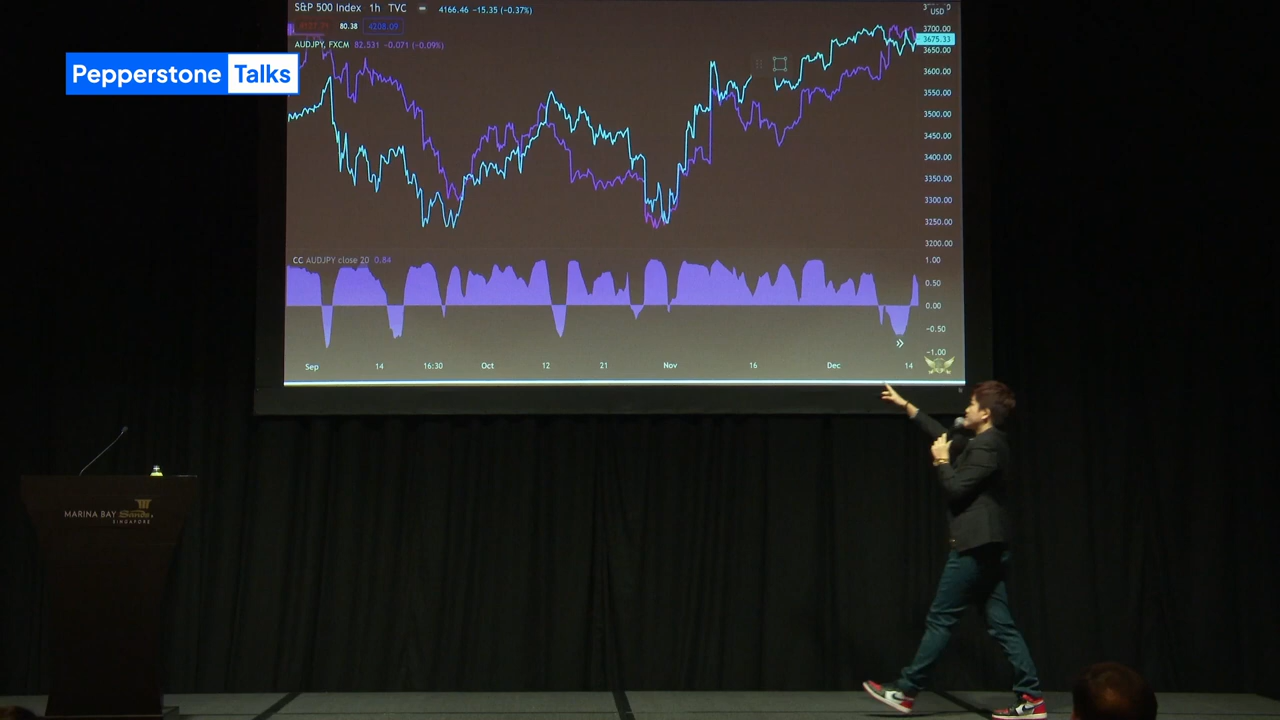 S&P 500 Index 1h TVC 4166.46 −15.35 (−0.37%)
80.38 4208.09
AUDJPY, FXCM 82.531 −0.071 (−0.09%)
Pepperstone Talks
USD
3700.00
3675.33
3650.00
3600.00
3550.00
3500.00
3450.00
3400.00
3350.00
3300.00
3250.00
3200.00
CC AUDJPY close 20 0.84
1.00
0.50
0.00
−0.50
−1.00
Sep 14 16:30 Oct 12 21 Nov 16 Dec 14
MARINA BAY Sands.
SINGAPORE